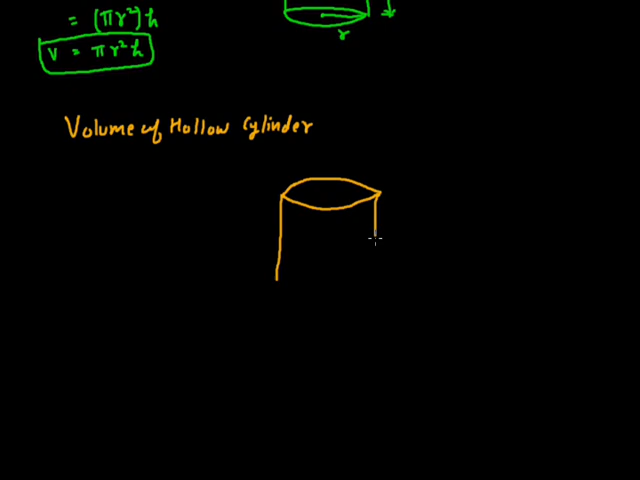 = (πr²)h
r
V = πr²h
Volume of Hollow Cylinder